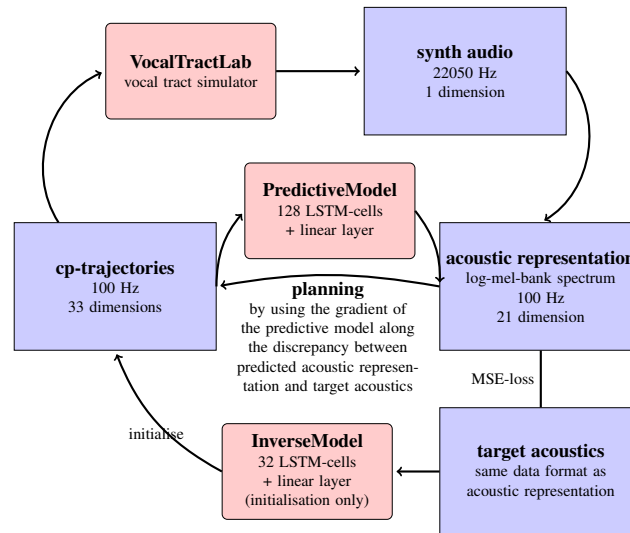 VocalTractLab
vocal tract simulator
synth audio
22050 Hz
1 dimension
PredictiveModel
128 LSTM-cells
+ linear layer
cp-trajectories
100 Hz
33 dimensions
acoustic representation
log-mel-bank spectrum
100 Hz
21 dimension
planning
by using the gradient of
the predictive model along
the discrepancy between
predicted acoustic represen-
tation and target acoustics
MSE-loss
initialise
InverseModel
32 LSTM-cells
+ linear layer
(initialisation only)
target acoustics
same data format as
acoustic representation